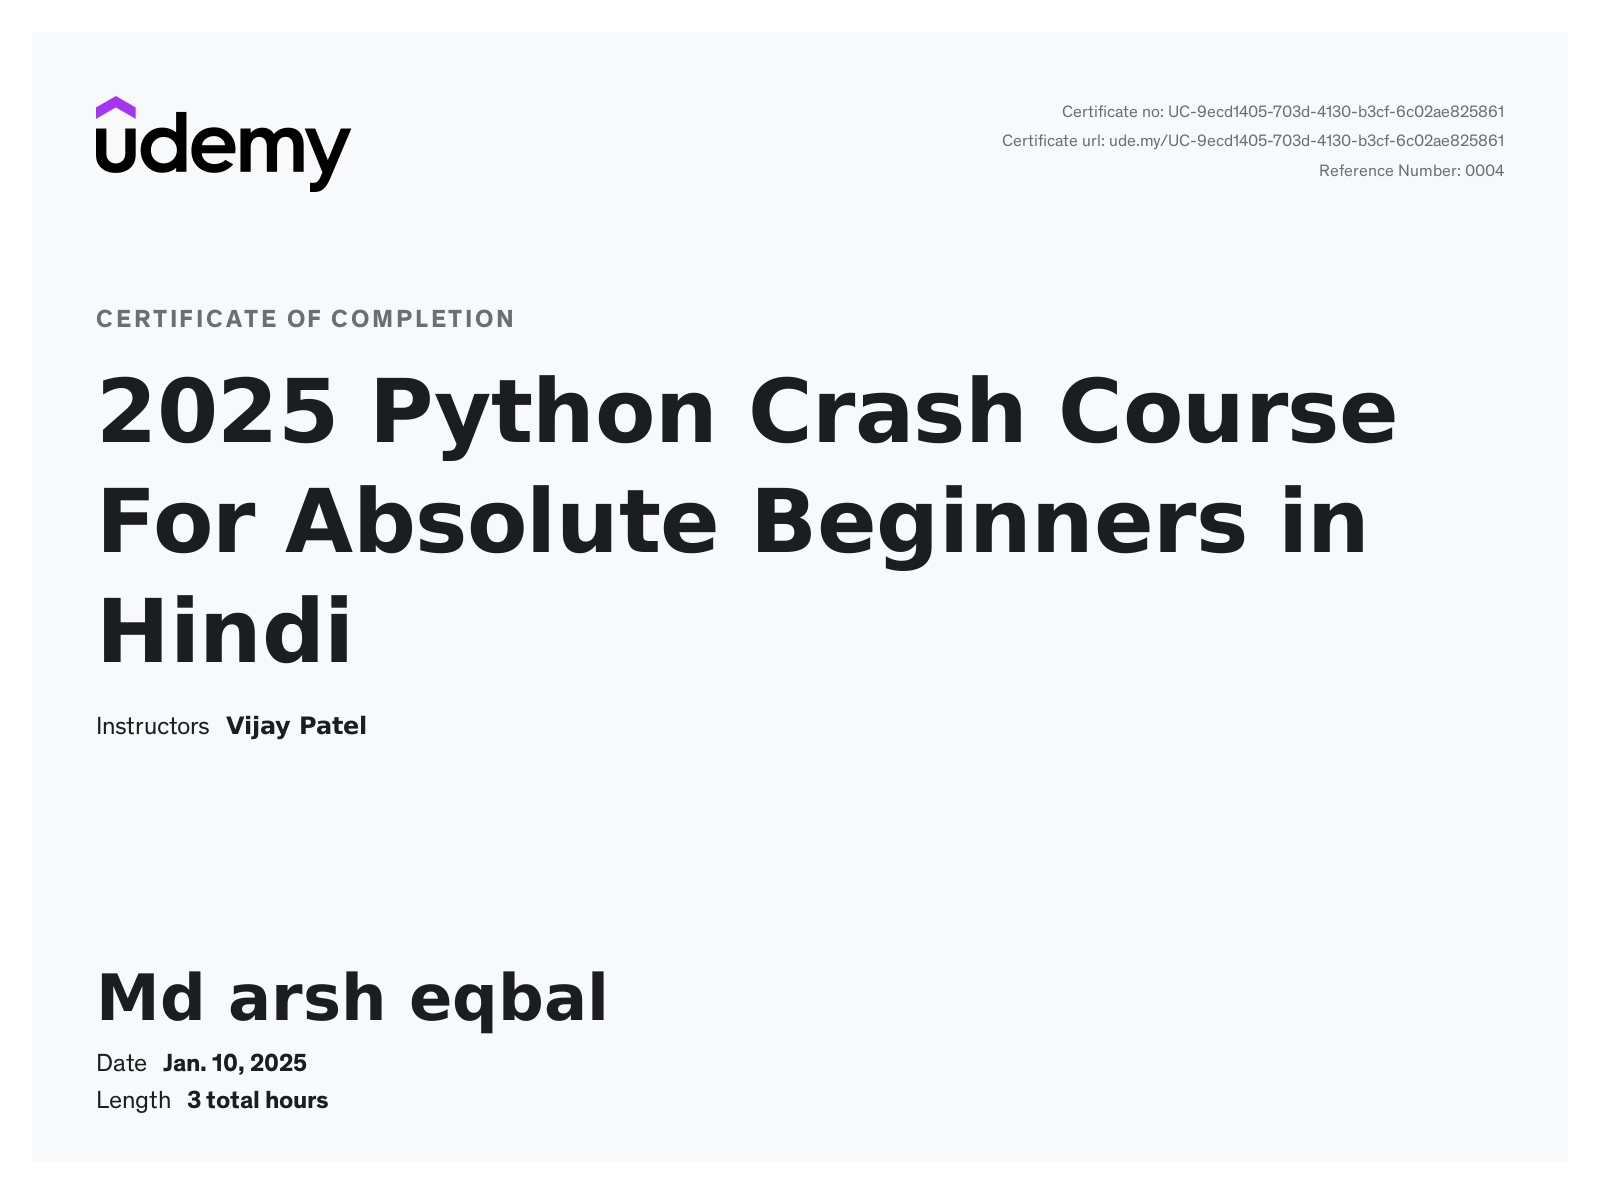 udemy
Certificate no: UC-9ecd1405-703d-4130-b3cf-6c02ae825861
Certificate url: ude.my/UC-9ecd1405-703d-4130-b3cf-6c02ae825861
Reference Number: 0004
CERTIFICATE OF COMPLETION
2025 Python Crash Course
For Absolute Beginners in
Hindi
Instructors Vijay Patel
Md arsh eqbal
Date Jan. 10, 2025
Length 3 total hours